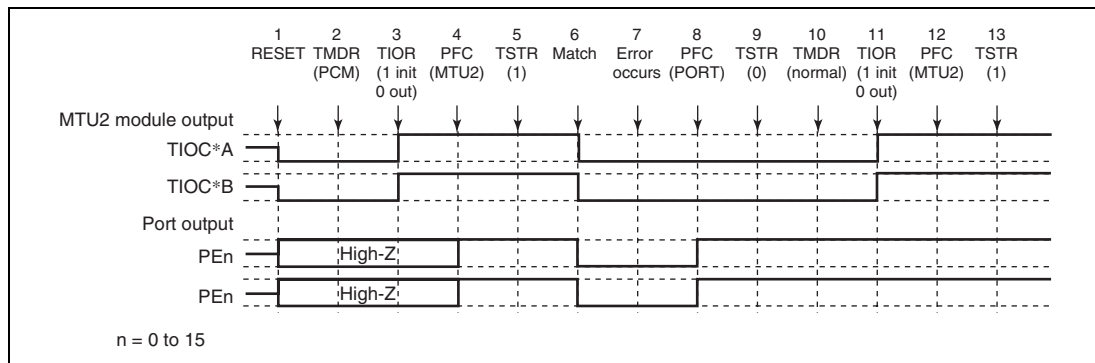 1 2 3 4 5 6 7 8 9 10 11 12 13
RESET TMDR TIOR PFC TSTR Match Error PFC TSTR TMDR TIOR PFC TSTR
(PCM) (1 init (MTU2) (1) occurs (PORT) (0) (normal) (1 init (MTU2) (1)
0 out) 0 out)
MTU2 module output
TIOC*A
TIOC*B
Port output
PEn High-Z
PEn High-Z
n = 0 to 15